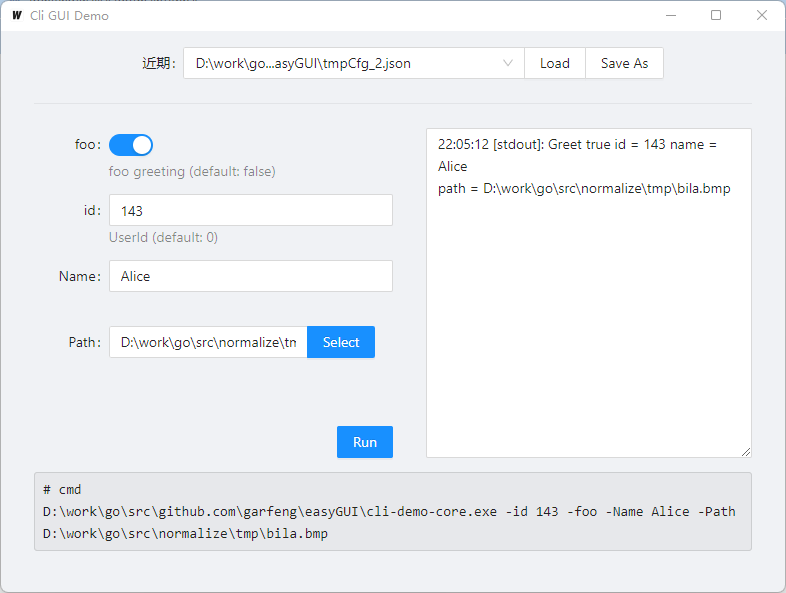 W Cli GUI Demo
近期: D:\work\go...asyGUI\tmpCfg_2.json Load Save As
foo:
foo greeting (default: false)
id: 143
UserId (default: 0)
Name: Alice
Path: D:\work\go\src\normalize\tm Select
Run
22:05:12 [stdout]: Greet true id = 143 name =
Alice
path = D:\work\go\src\normalize\tmp\bila.bmp
# cmd
D:\work\go\src\github.com\garfeng\easyGUI\cli-demo-core.exe -id 143 -foo -Name Alice -Path
D:\work\go\src\normalize\tmp\bila.bmp